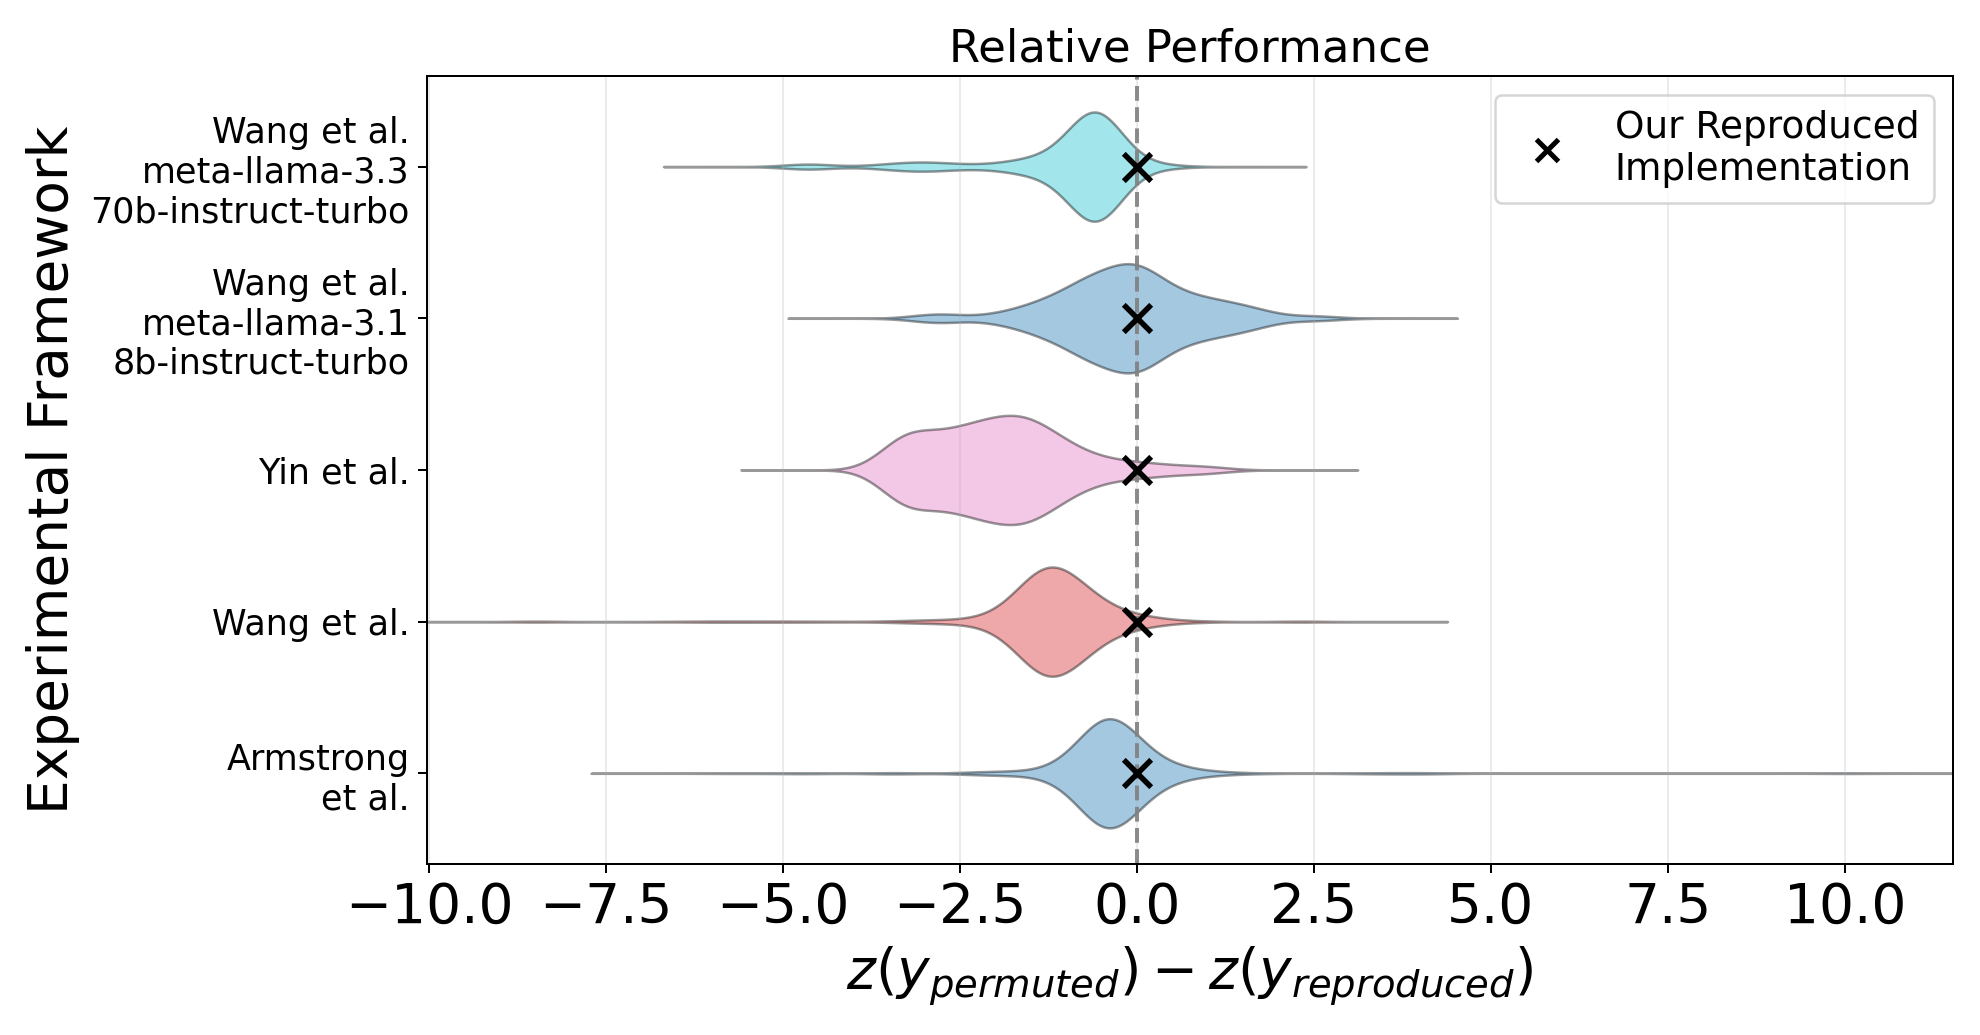 Relative Performance
Experimental Framework
Wang et al.
meta-llama-3.3
70b-instruct-turbo
Wang et al.
meta-llama-3.1
8b-instruct-turbo
Yin et al.
Wang et al.
Armstrong
et al.
Our Reproduced
Implementation
−10.0 −7.5 −5.0 −2.5 0.0 2.5 5.0 7.5 10.0
z(y_permuted) − z(y_reproduced)